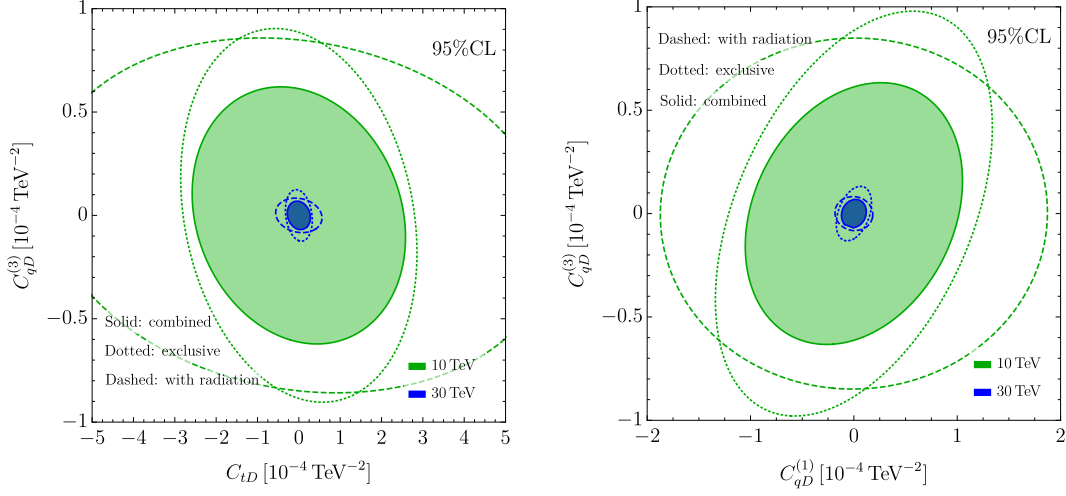 95%CL
Solid: combined
Dotted: exclusive
Dashed: with radiation
10 TeV
30 TeV
1
0.5
0
−0.5
−1
−5 −4 −3 −2 −1 0 1 2 3 4 5
C_{qD}^{(3)} [10^{−4} TeV^{−2}]
C_{tD} [10^{−4} TeV^{−2}]
95%CL
Dashed: with radiation
Dotted: exclusive
Solid: combined
10 TeV
30 TeV
1
0.5
0
−0.5
−1
−2 −1 0 1 2
C_{qD}^{(3)} [10^{−4} TeV^{−2}]
C_{qD}^{(1)} [10^{−4} TeV^{−2}]